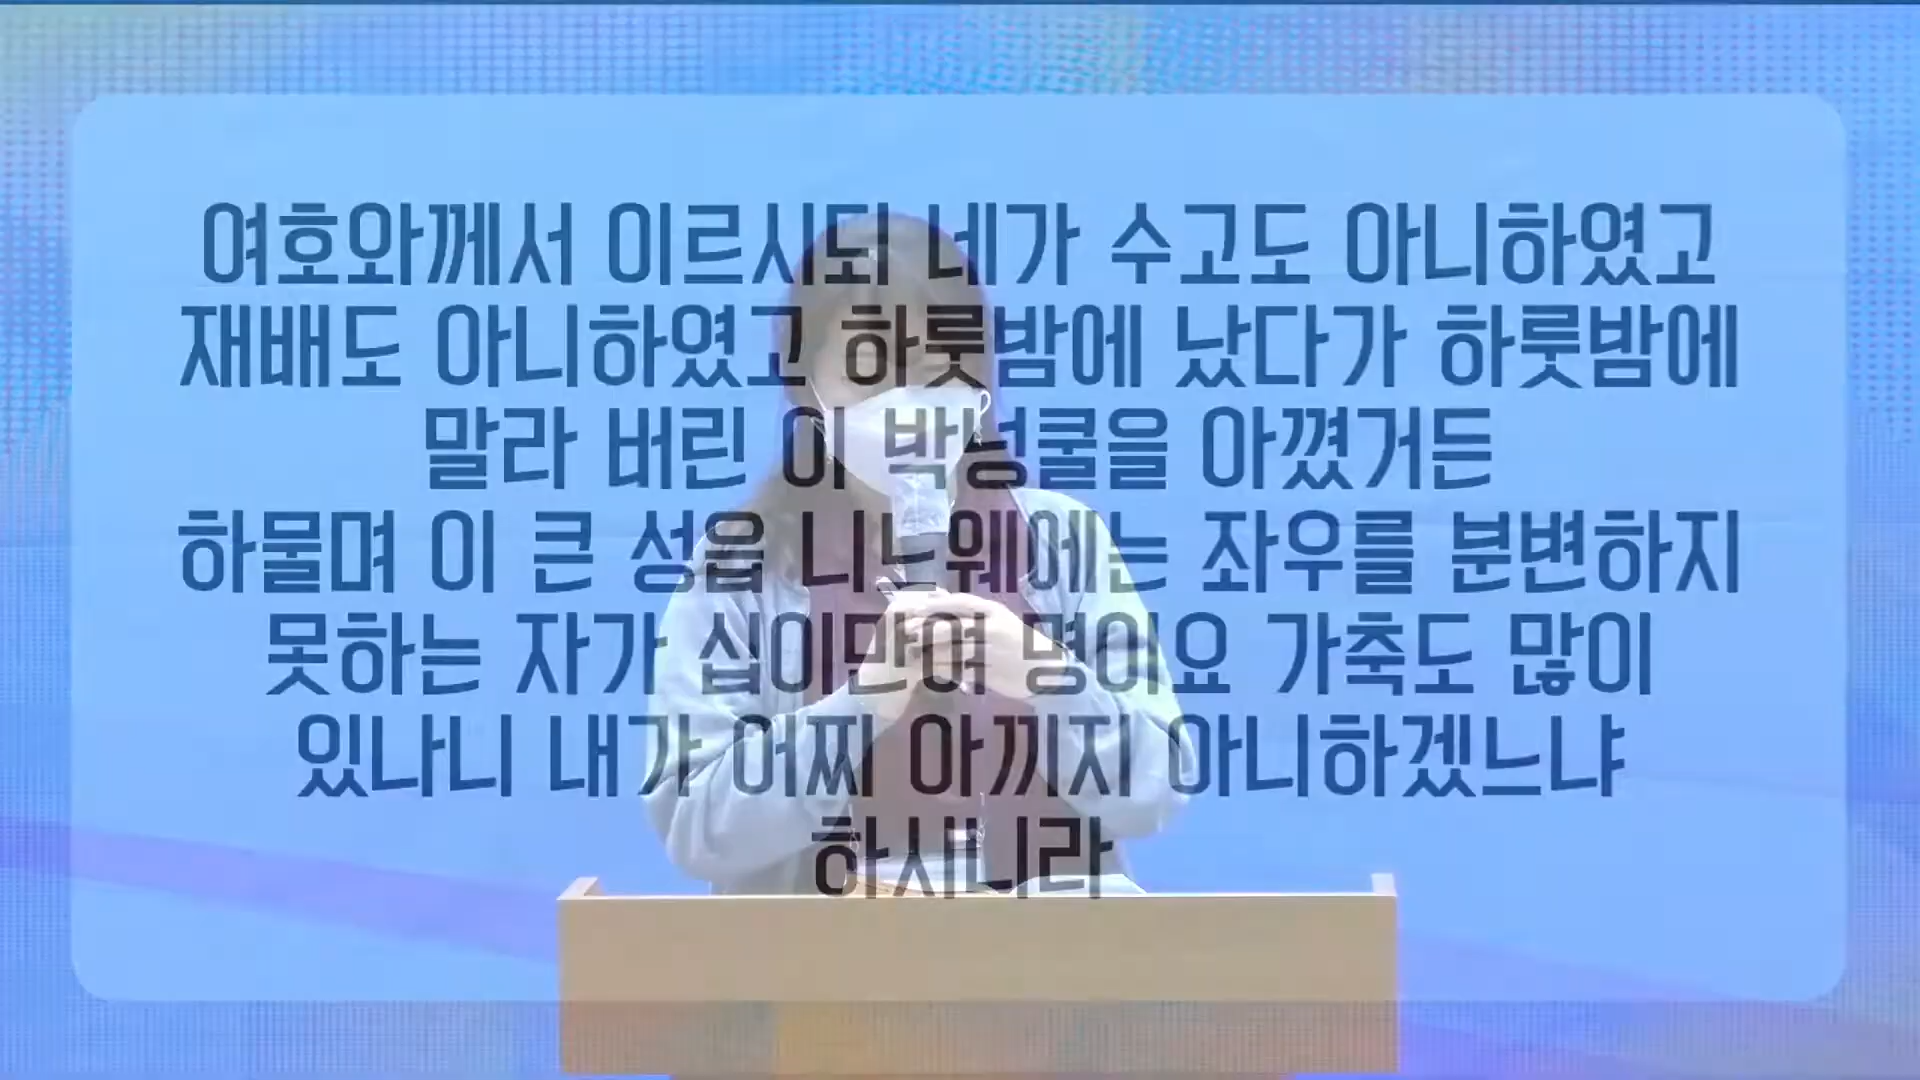 여호와께서 이르시되 네가 수고도 아니하였고
재배도 아니하였고 하룻밤에 났다가 하룻밤에
말라 버린 이 박넝쿨을 아꼈거든
하물며 이 큰 성읍 니느웨에는 좌우를 분변하지
못하는 자가 십이만여 명이요 가축도 많이
있나니 내가 어찌 아끼지 아니하겠느냐
하시니라